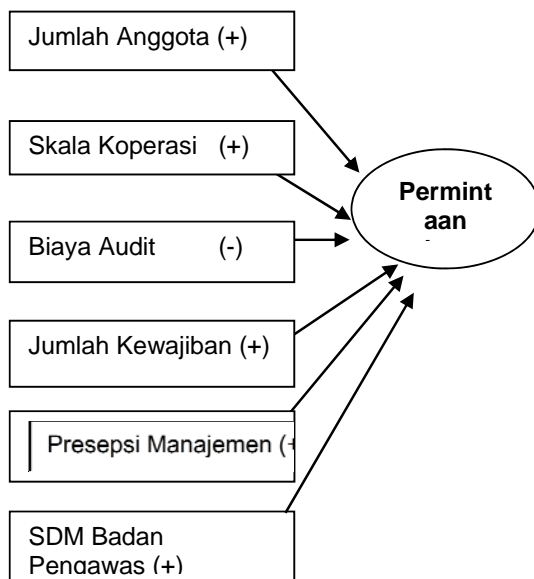 Jumlah Anggota (+)
Skala Koperasi (+)
Permint
aan
Biaya Audit (-)
Jumlah Kewajiban (+)
Presepsi Manajemen (+
SDM Badan
Pengawas (+)